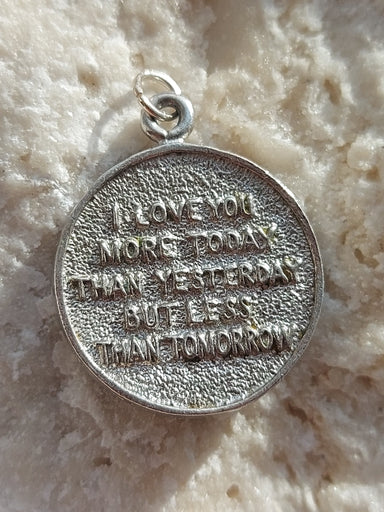 I LOVE YOU
MORE TODAY
THAN YESTERDAY
BUT LESS
THAN TOMORROW